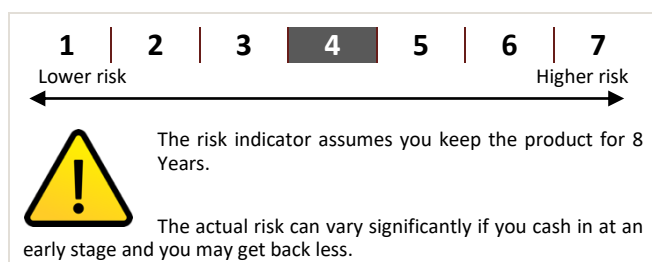 1 2 3 4 5 6 7
Lower risk Higher risk
The risk indicator assumes you keep the product for 8
Years.
The actual risk can vary significantly if you cash in at an
early stage and you may get back less.